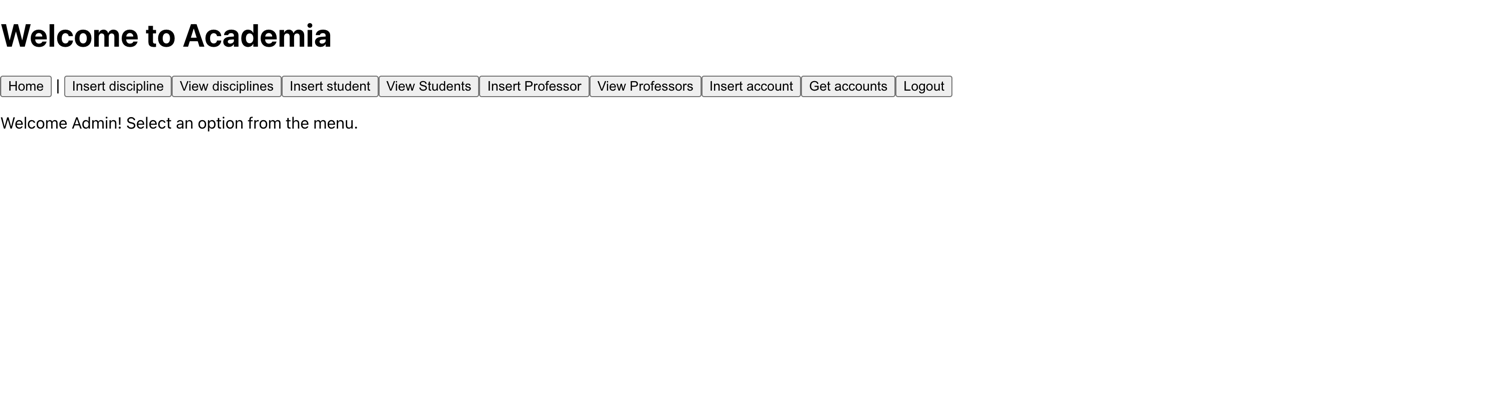 Welcome to Academia
Home | Insert discipline View disciplines Insert student View Students Insert Professor View Professors Insert account Get accounts Logout
Welcome Admin! Select an option from the menu.